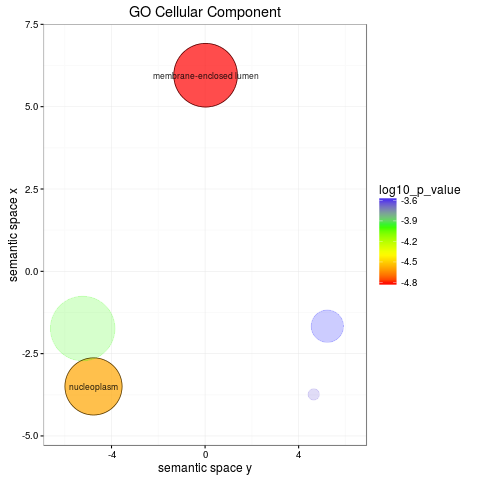 GO Cellular Component
7.5
5.0
2.5
0.0
-2.5
-5.0
semantic space x
membrane-enclosed lumen
nucleoplasm
-4
0
4
semantic space y
log10_p_value
-3.6
-3.9
-4.2
-4.5
-4.8